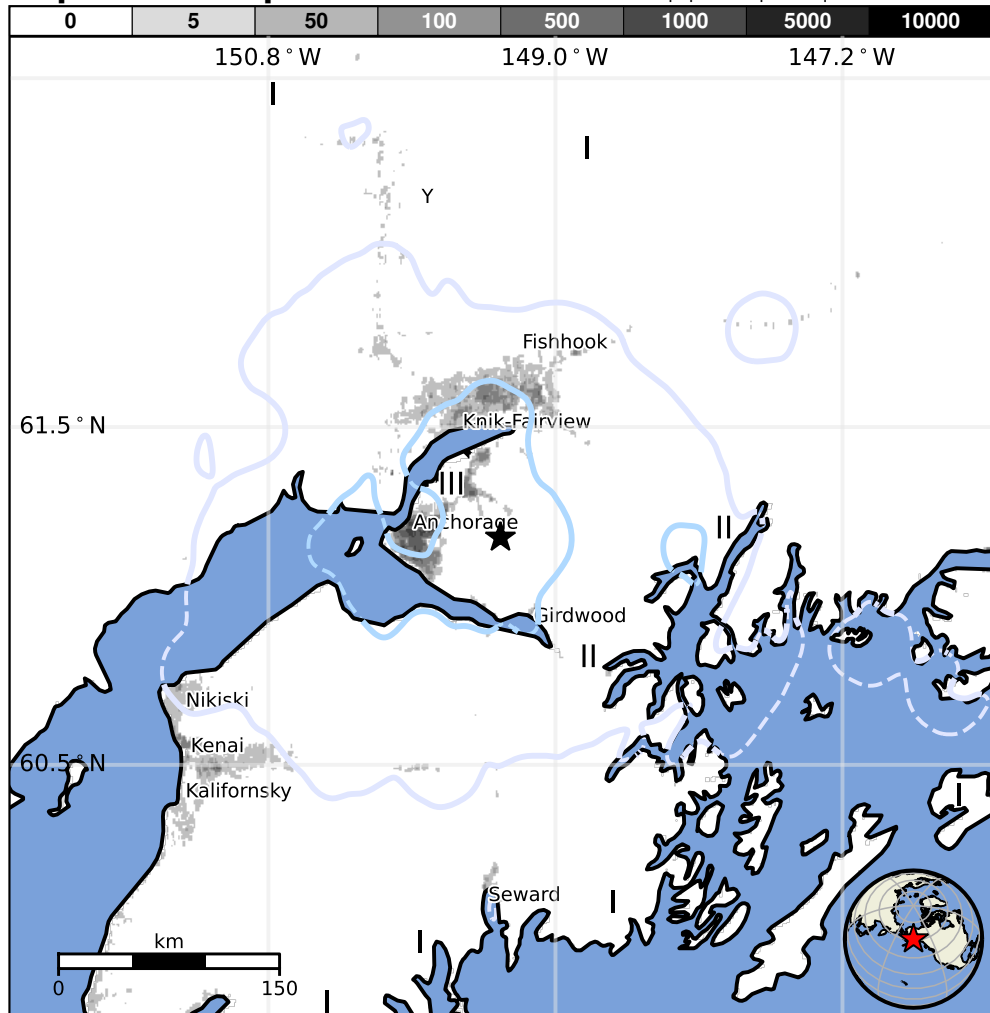 0 5 50 100 500 1000 5000 10000
150.8°W 149.0°W 147.2°W
I
I
Y
Fishhook
61.5°N
Knik-Fairview
III
Anchorage
II
Girdwood
II
Nikiski
Kenai
60.5°N
Kalifornsky
I
Seward
I
I
km
0 150
I